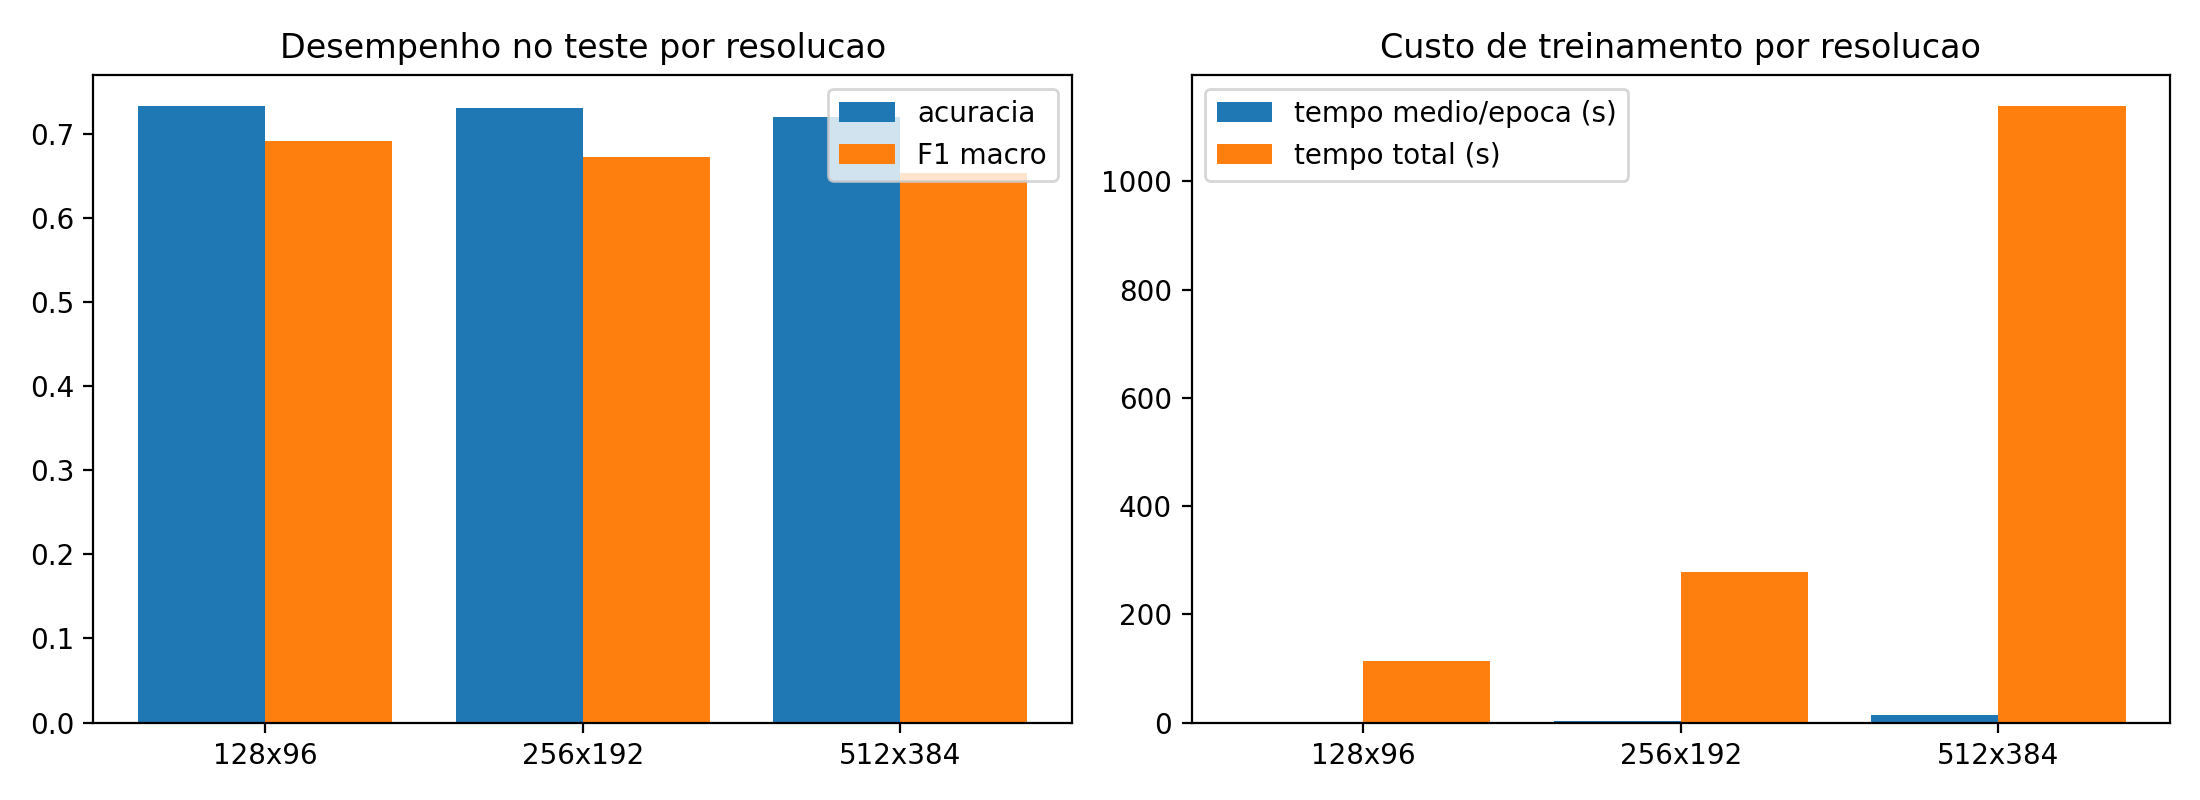 Desempenho no teste por resolucao
acuracia
F1 macro
0.7
0.6
0.5
0.4
0.3
0.2
0.1
0.0
128x96
256x192
512x384
Custo de treinamento por resolucao
tempo medio/epoca (s)
tempo total (s)
1000
800
600
400
200
0
128x96
256x192
512x384